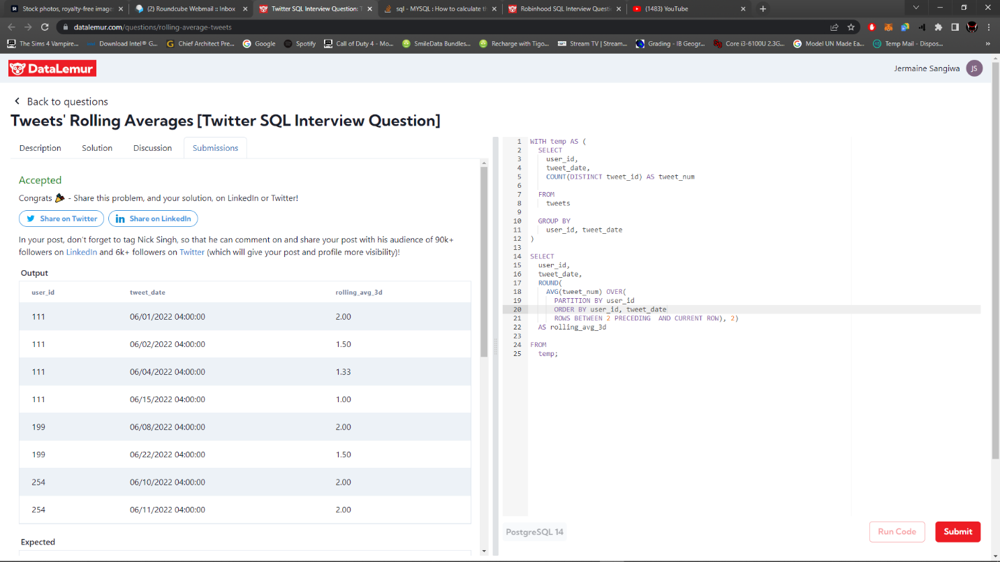 Stock photos, royalty-free image
(2) Roundcube Webmail :: Inbox
Twitter SQL Interview Question: T
sql - MYSQL : How to calculate th
Robinhood SQL Interview Questi
(1483) YouTube
datalemur.com/questions/rolling-average-tweets
The Sims 4 Vampire...
Download Intel® G...
Chief Architect Pre...
Google
Spotify
Call of Duty 4 - Mo...
SmileData Bundles...
Recharge with Tigo...
Stream TV | Stream...
Grading - IB Geogr...
Core i3-6100U 2.3G...
Model UN Made Ea...
Temp Mail - Dispos...
»
DataLemur
Jermaine Sangiwa JS
Back to questions
Tweets' Rolling Averages [Twitter SQL Interview Question]
Description Solution Discussion Submissions
Accepted
Congrats 🎉 - Share this problem, and your solution, on LinkedIn or Twitter!
Share on Twitter
Share on LinkedIn
In your post, don't forget to tag Nick Singh, so that he can comment on and share your post with his audience of 90k+
followers on LinkedIn and 6k+ followers on Twitter (which will give your post and profile more visibility)!
Output
user_id tweet_date rolling_avg_3d
111 06/01/2022 04:00:00 2.00
111 06/02/2022 04:00:00 1.50
111 06/04/2022 04:00:00 1.33
111 06/15/2022 04:00:00 1.00
199 06/08/2022 04:00:00 2.00
199 06/22/2022 04:00:00 1.50
254 06/10/2022 04:00:00 2.00
254 06/11/2022 04:00:00 2.00
Expected
1 WITH temp AS (
2 SELECT
3 user_id,
4 tweet_date,
5 COUNT(DISTINCT tweet_id) AS tweet_num
6
7 FROM
8 tweets
9
10 GROUP BY
11 user_id, tweet_date
12 )
13
14 SELECT
15 user_id,
16 tweet_date,
17 ROUND(
18 AVG(tweet_num) OVER(
19 PARTITION BY user_id
20 ORDER BY user_id, tweet_date
21 ROWS BETWEEN 2 PRECEDING  AND CURRENT ROW), 2)
22 AS rolling_avg_3d
23
24 FROM
25 temp;
PostgreSQL 14
Run Code
Submit